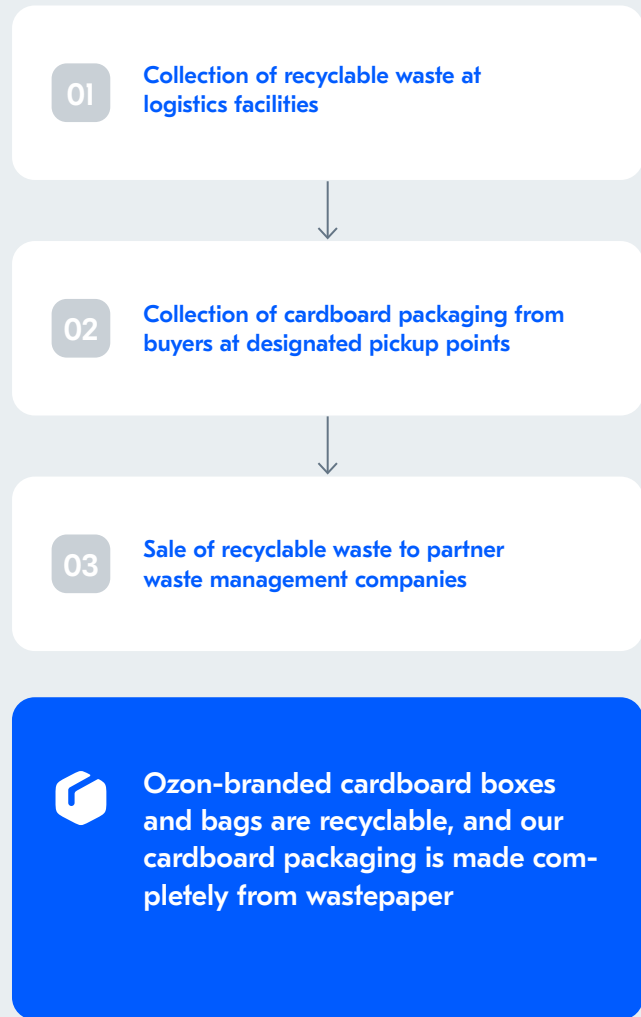 01
Collection of recyclable waste at
logistics facilities
02
Collection of cardboard packaging from
buyers at designated pickup points
03
Sale of recyclable waste to partner
waste management companies
Ozon-branded cardboard boxes
and bags are recyclable, and our
cardboard packaging is made com-
pletely from wastepaper